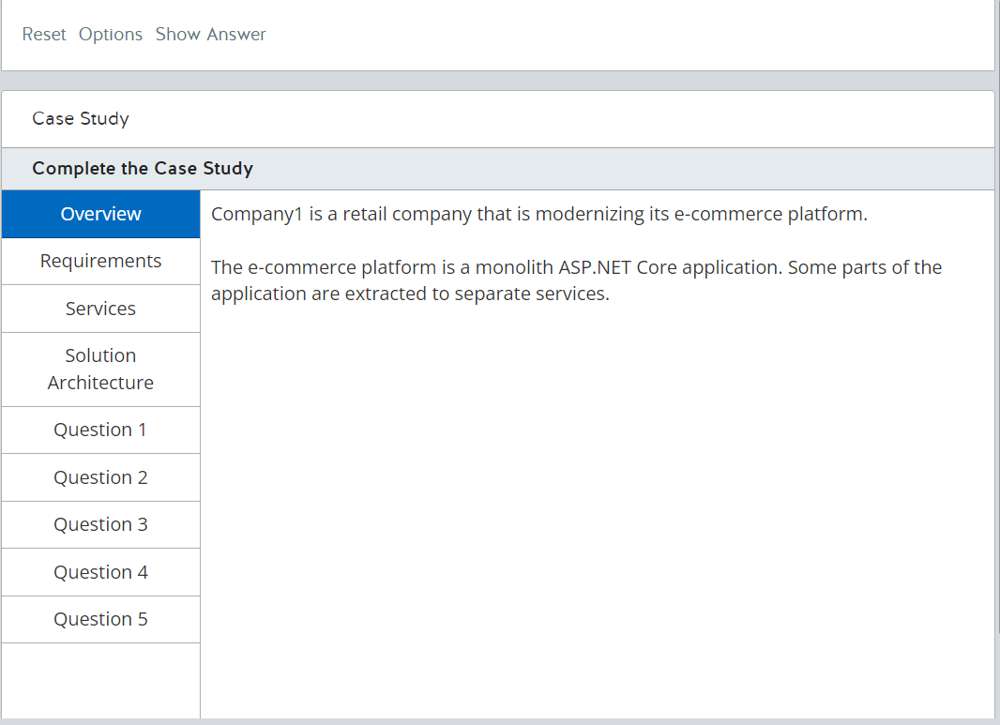 Reset Options Show Answer
Case Study
Complete the Case Study
Overview
Company1 is a retail company that is modernizing its e-commerce platform.
Requirements
The e-commerce platform is a monolith ASP.NET Core application. Some parts of the
application are extracted to separate services.
Services
Solution
Architecture
Question 1
Question 2
Question 3
Question 4
Question 5